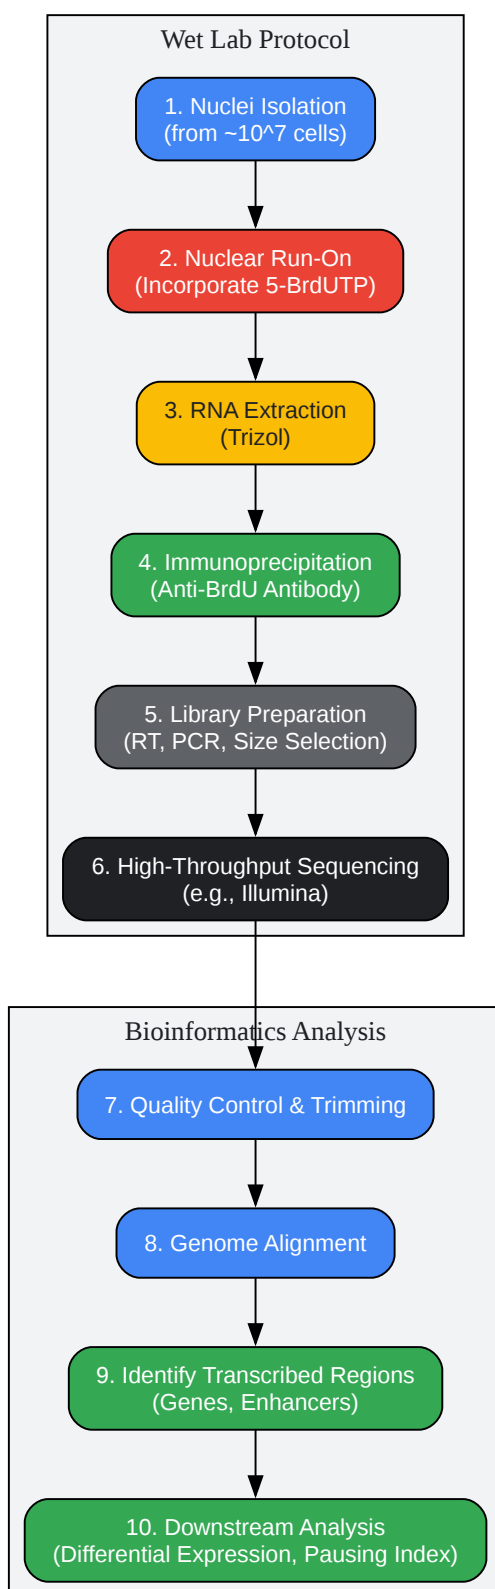 Wet Lab Protocol
1. Nuclei Isolation
(from ~10^7 cells)
2. Nuclear Run-On
(Incorporate 5-BrdUTP)
3. RNA Extraction
(Trizol)
4. Immunoprecipitation
(Anti-BrdU Antibody)
5. Library Preparation
(RT, PCR, Size Selection)
6. High-Throughput Sequencing
(e.g., Illumina)
Bioinformatics Analysis
7. Quality Control & Trimming
8. Genome Alignment
9. Identify Transcribed Regions
(Genes, Enhancers)
10. Downstream Analysis
(Differential Expression, Pausing Index)